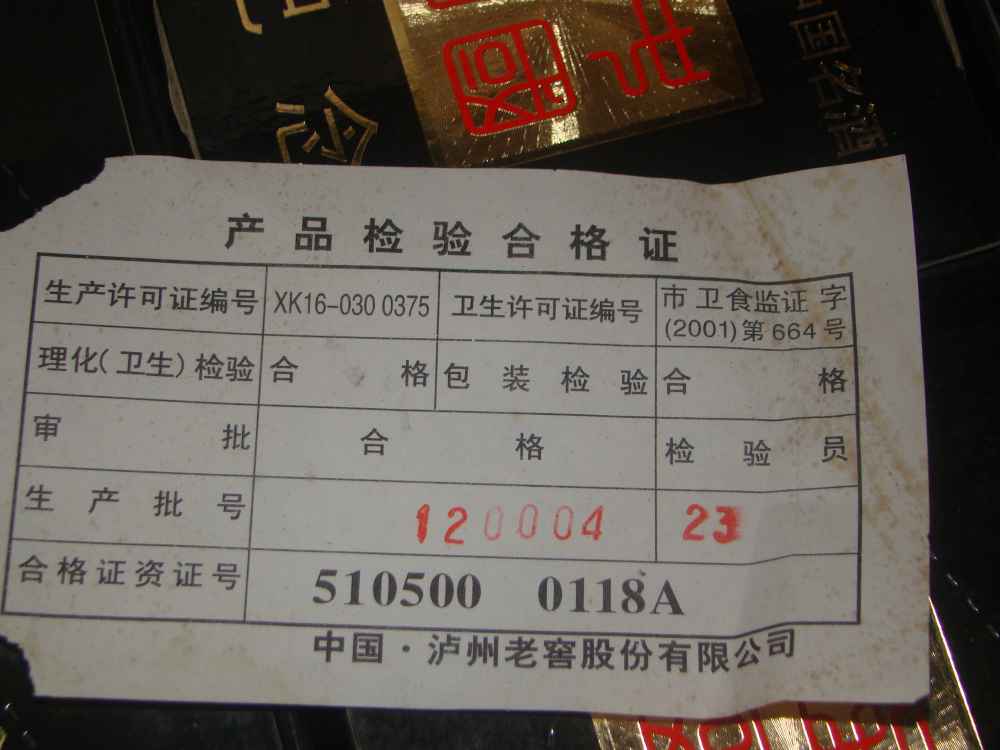 中国名酒
产品检验合格证
生产许可证编号 XK16-030 0375 卫生许可证编号 市卫食监证字(2001)第664号
理化(卫生)检验 合格 包装检验 合格
审批 合格 检验员
生产批号 120004 23
合格证资证号 510500 0118A
中国·泸州老窖股份有限公司